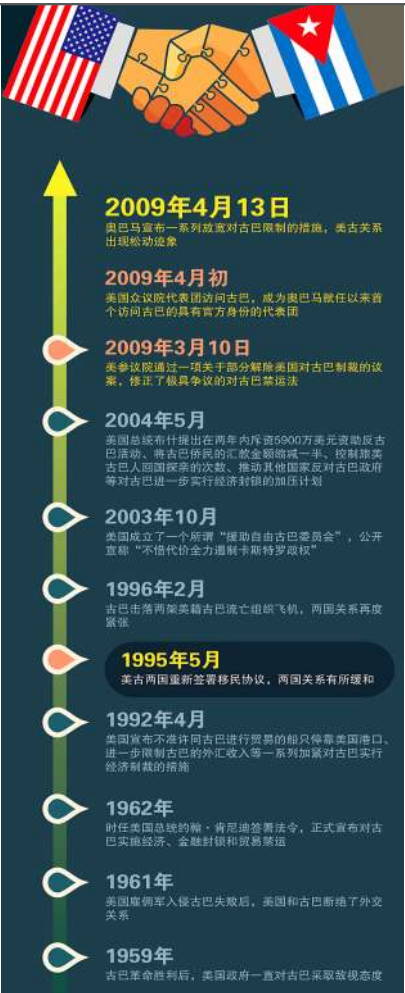 2009年4月13日
奥巴马宣布一系列放宽对古巴限制的措施，美古关系
出现松动迹象
2009年4月初
美国众议院代表团访问古巴，成为奥巴马就任以来首
个访问古巴的具有官方身份的代表团
2009年3月10日
美参议院通过一项关于部分解除美国对古巴制裁的议
案，修正了极具争议的对古巴禁运法
2004年5月
美国总统布什提出在两年内斥资5900万美元资助反古
巴活动、将古巴侨民的汇款金额缩减一半、控制旅美
古巴人回国探亲的次数、推动其他国家反对古巴政府
等对古巴进一步实行经济封锁的加压计划
2003年10月
美国成立了一个所谓“援助自由古巴委员会”，公开
宣称“不惜代价全力遏制卡斯特罗政权”
1996年2月
古巴击落两架美籍古巴流亡组织飞机，两国关系再度
紧张
1995年5月
美古两国重新签署移民协议，两国关系有所缓和
1992年4月
美国宣布不准许同古巴进行贸易的船只停靠美国港口、
进一步限制古巴的外汇收入等一系列加紧对古巴实行
经济制裁的措施
1962年
时任美国总统约翰·肯尼迪签署法令，正式宣布对古
巴实施经济、金融封锁和贸易禁运
1961年
美国雇佣军入侵古巴失败后，美国和古巴断绝了外交
关系
1959年
古巴革命胜利后，美国政府一直对古巴采取敌视态度